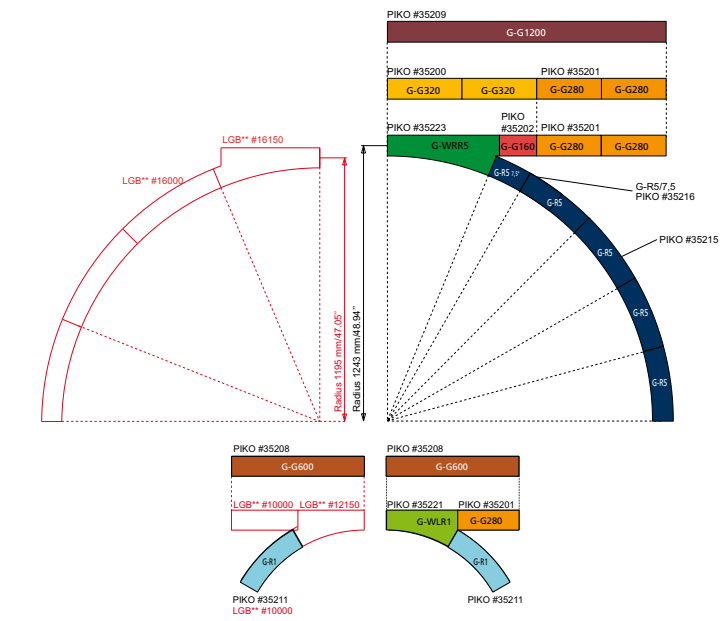 PIKO #35209
G-G1200
PIKO #35200
PIKO #35201
G-G320
G-G320
G-G280
G-G280
PIKO #35223
PIKO
#35202
PIKO #35201
G-WRR5
G-G160
G-G280
G-G280
LGB** #16150
LGB** #16000
G-R5 7,5°
G-R5/7,5
PIKO #35216
G-R5
PIKO #35215
G-R5
G-R5
G-R5
Radius 1195 mm/47.05"
Radius 1243 mm/48.94"
PIKO #35208
G-G600
PIKO #35208
G-G600
LGB** #10000
LGB** #12150
PIKO #35221
PIKO #35201
G-WLR1
G-G280
G-R1
G-R1
PIKO #35211
LGB** #10000
PIKO #35211